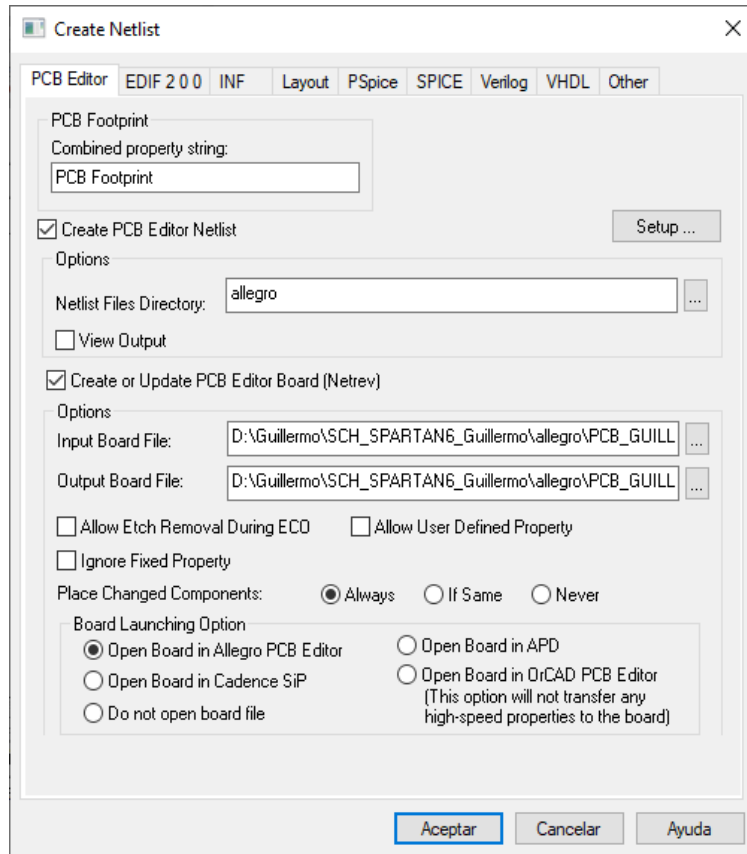 Create Netlist
PCB Editor EDIF 2 0 0 INF Layout PSpice SPICE Verilog VHDL Other
PCB Footprint
Combined property string:
PCB Footprint
Create PCB Editor Netlist
Setup ...
Options
Netlist Files Directory: allegro ...
View Output
Create or Update PCB Editor Board (Netrev)
Options
Input Board File: D:\Guillermo\SCH_SPARTAN6_Guillermo\allegro\PCB_GUILL ...
Output Board File: D:\Guillermo\SCH_SPARTAN6_Guillermo\allegro\PCB_GUILL ...
Allow Etch Removal During ECO Allow User Defined Property
Ignore Fixed Property
Place Changed Components: Always If Same Never
Board Launching Option
Open Board in Allegro PCB Editor
Open Board in Cadence SiP
Do not open board file
Open Board in APD
Open Board in OrCAD PCB Editor
(This option will not transfer any
high-speed properties to the board)
Aceptar Cancelar Ayuda